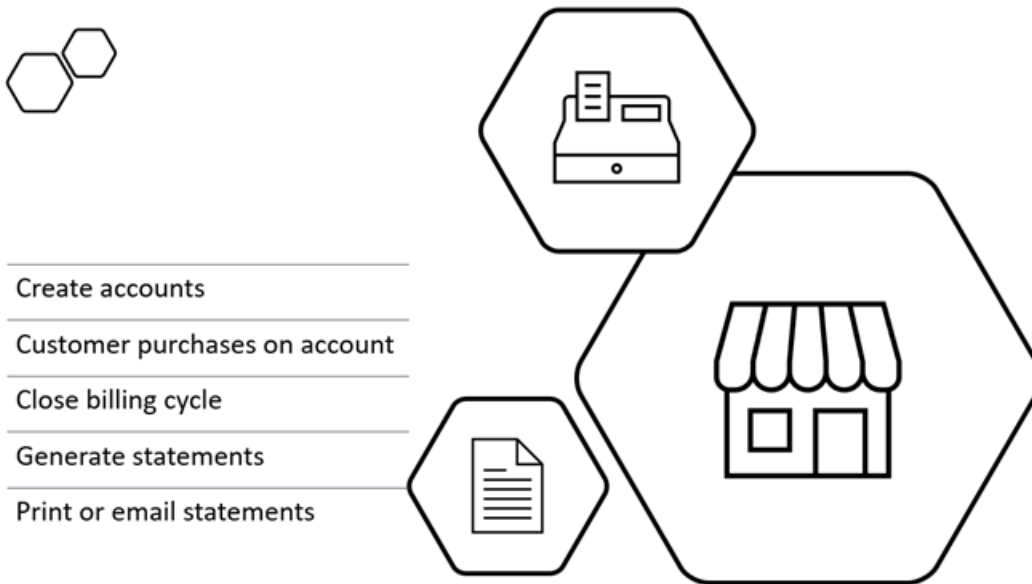 Create accounts
Customer purchases on account
Close billing cycle
Generate statements
Print or email statements